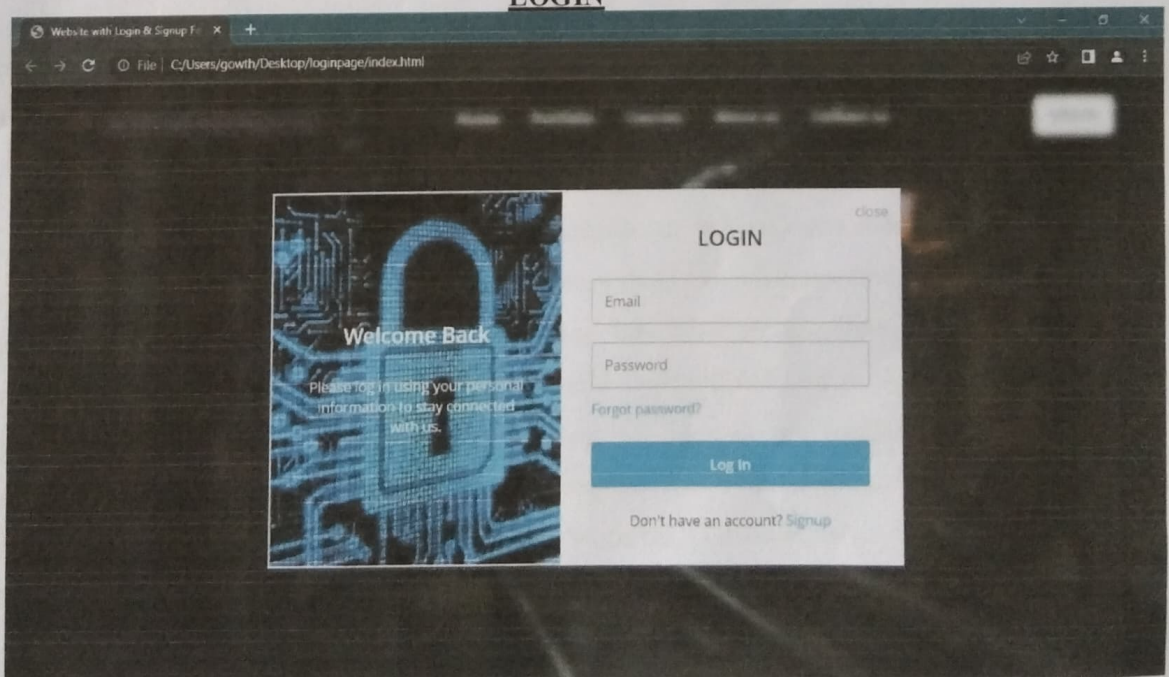 LOGIN
Website with Login & Signup F
File C:/Users/gowth/Desktop/loginpage/index.html
close
LOGIN
Email
Password
Forgot password?
Log In
Don't have an account? Signup
Welcome Back
Please log in using your personal
information to stay connected
with us.